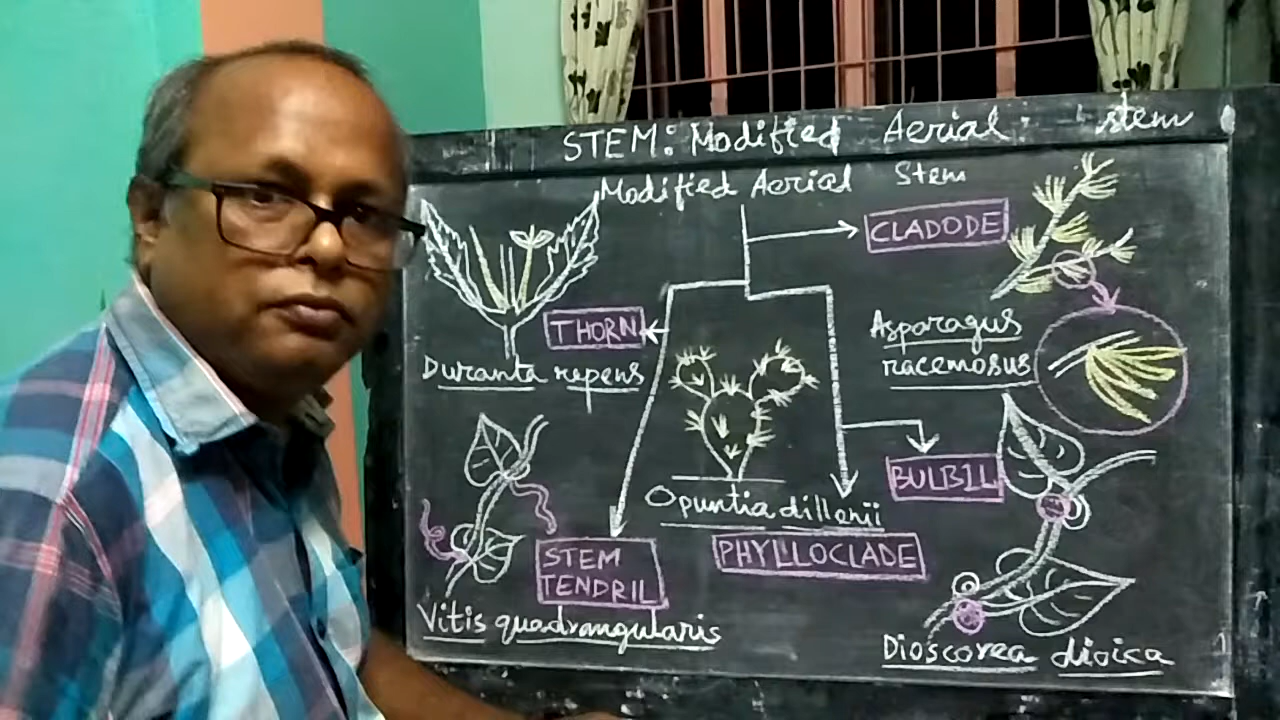 STEM: Modified Aerial stem
Modified Aerial Stem
CLADODE
THORN
Duranta repens
Asparagus
racemosus
BULBIL
Opuntia dillenii
PHYLLOCLADE
STEM
TENDRIL
Vitis quadrangularis
Dioscorea dioica